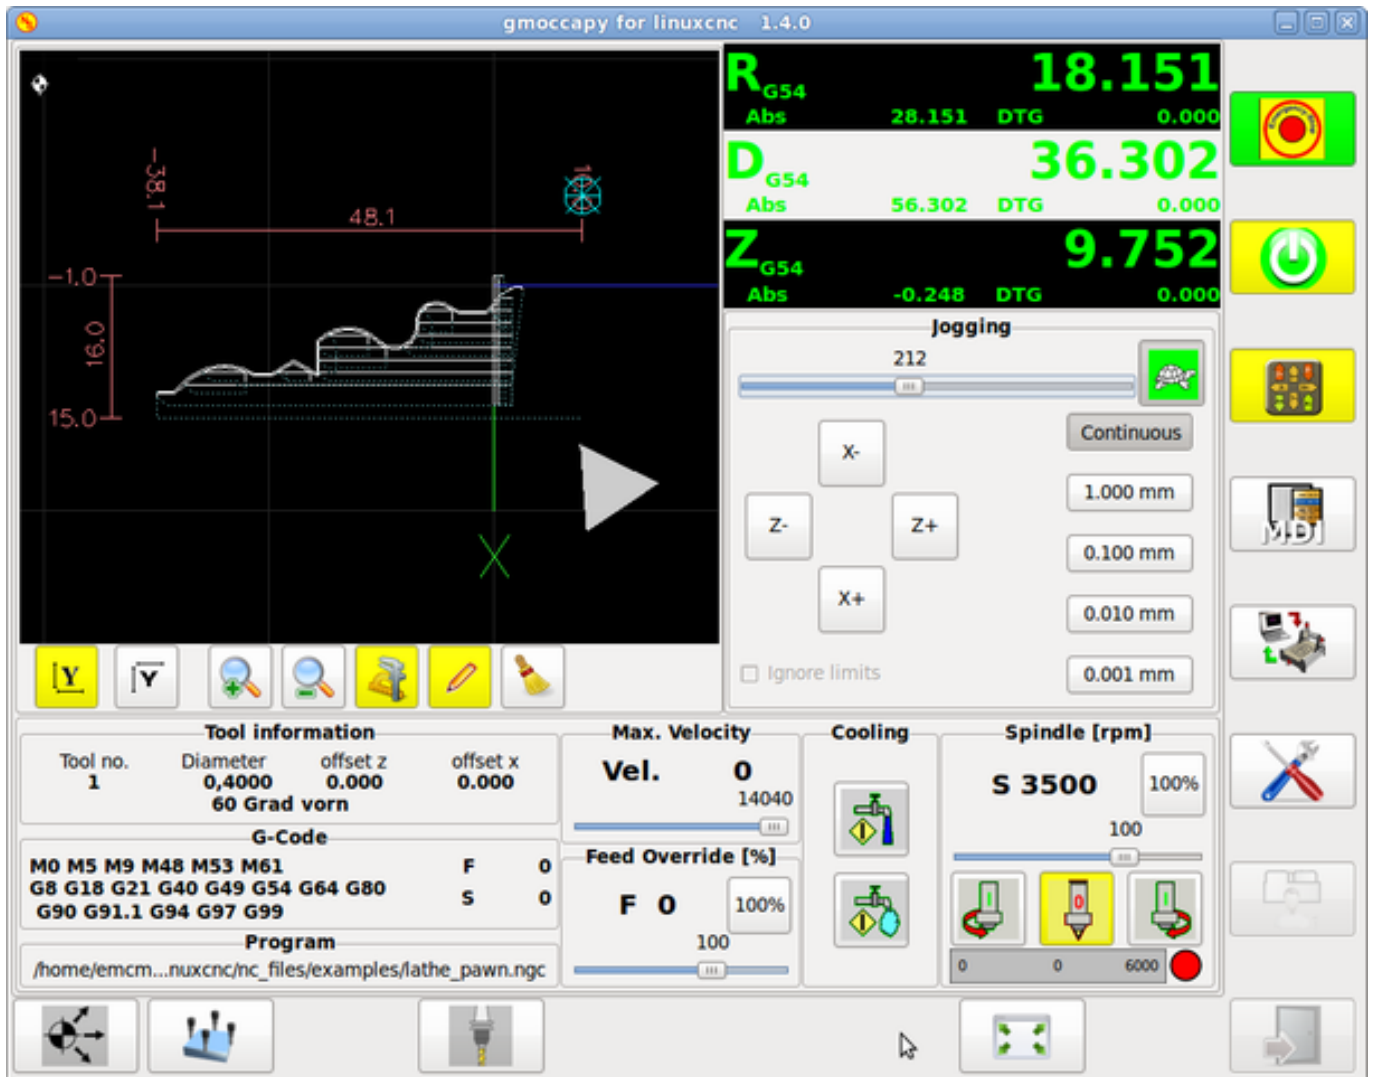 gmoccapy for linuxcnc 1.4.0
R G54 18.151
Abs 28.151 DTG 0.000
D G54 36.302
Abs 56.302 DTG 0.000
Z G54 9.752
Abs -0.248 DTG 0.000
-38.1
48.1
-1.0
16.0
15.0
X
Jogging
212
Continuous
X-
1.000 mm
Z- Z+
0.100 mm
X+
0.010 mm
Ignore limits
0.001 mm
Emergency Stop
MDI
Y
Y
Tool information
Tool no. Diameter offset z offset x
1 0,4000 0.000 0.000
60 Grad vorn
G-Code
M0 M5 M9 M48 M53 M61 F 0
G8 G18 G21 G40 G49 G54 G64 G80 S 0
G90 G91.1 G94 G97 G99
Program
/home/emcm...nuxcnc/nc_files/examples/lathe_pawn.ngc
Max. Velocity
Vel. 0
14040
Feed Override [%]
F 0 100%
100
Cooling
Spindle [rpm]
S 3500 100%
100
0 0 6000